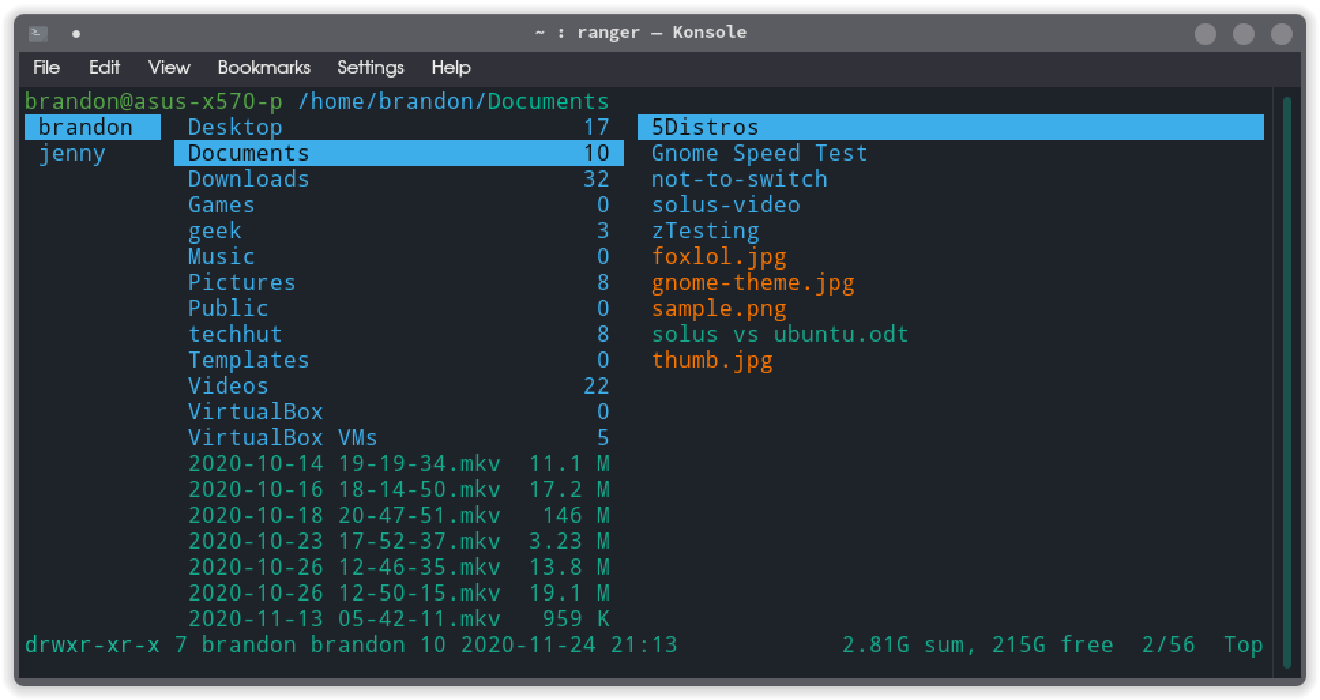 ~ : ranger — Konsole
File Edit View Bookmarks Settings Help
brandon@asus-x570-p /home/brandon/Documents
brandon Desktop 17 5Distros
jenny Documents 10 Gnome Speed Test
Downloads 32 not-to-switch
Games 0 solus-video
geek 3 zTesting
Music 0 foxlol.jpg
Pictures 8 gnome-theme.jpg
Public 0 sample.png
techhut 8 solus vs ubuntu.odt
Templates 0 thumb.jpg
Videos 22
VirtualBox 0
VirtualBox VMs 5
2020-10-14 19-19-34.mkv 11.1 M
2020-10-16 18-14-50.mkv 17.2 M
2020-10-18 20-47-51.mkv 146 M
2020-10-23 17-52-37.mkv 3.23 M
2020-10-26 12-46-35.mkv 13.8 M
2020-10-26 12-50-15.mkv 19.1 M
2020-11-13 05-42-11.mkv 959 K
drwxr-xr-x 7 brandon brandon 10 2020-11-24 21:13 2.81G sum, 215G free 2/56 Top